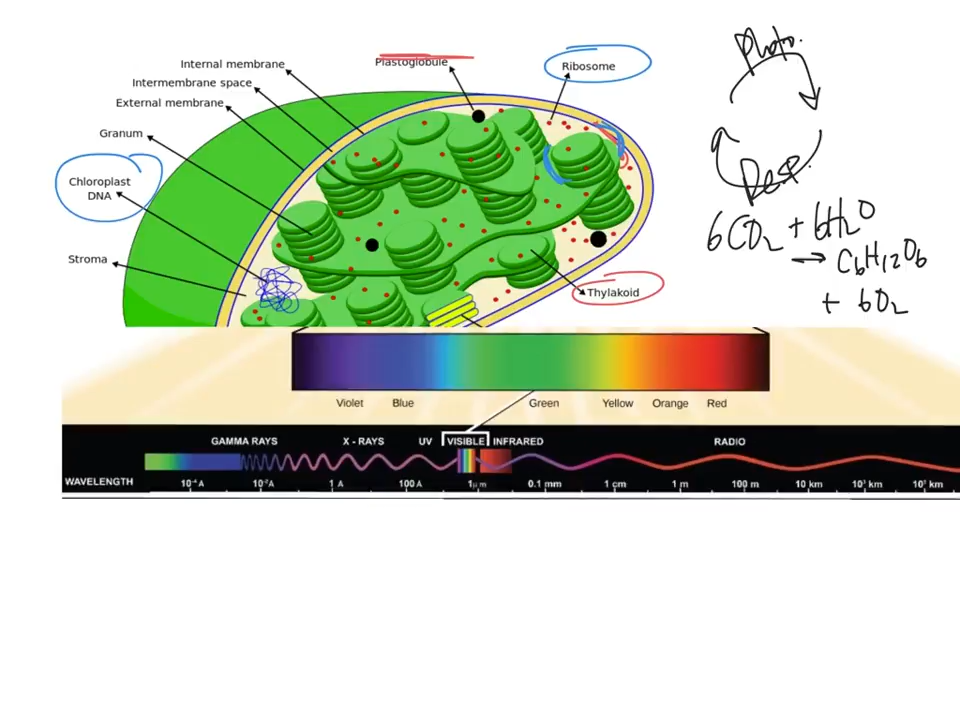 Internal membrane
Intermembrane space
External membrane
Granum
Chloroplast
DNA
Stroma
Plastoglobule
Ribosome
Thylakoid
Photo.
Resp.
6CO2 + 6H2O
→ C6H12O6
+ 6O2
Violet Blue Green Yellow Orange Red
GAMMA RAYS X - RAYS UV VISIBLE INFRARED RADIO
WAVELENGTH 10⁻⁴ A 10⁻² A 1 A 100 A 1μm 0.1 mm 1 cm 1 m 100 m 10 km 10³ km 10⁵ km